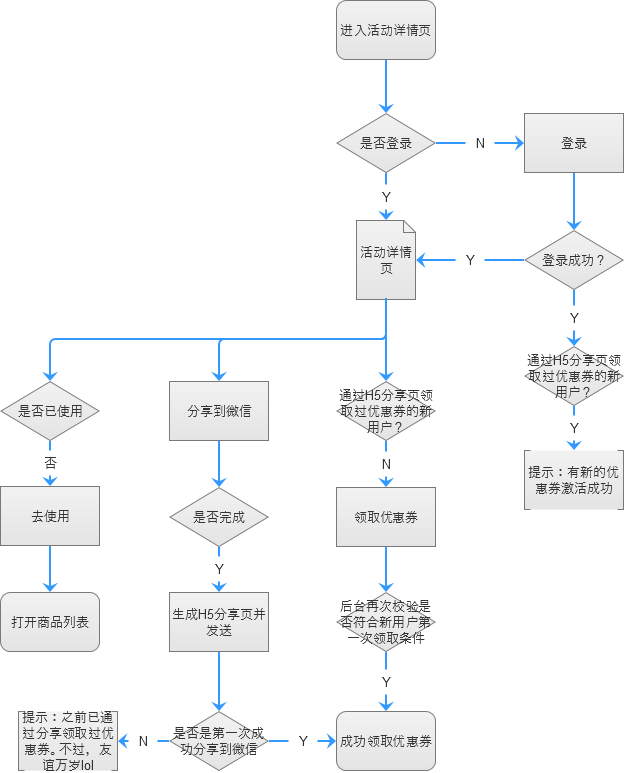 进入活动详情页
是否登录
N
登录
Y
活动详情
页
Y
登录成功？
Y
通过H5分享页领
取过优惠券的新
用户？
Y
提示：有新的优
惠券激活成功
是否已使用
分享到微信
通过H5分享页领
取过优惠券的新
用户？
否
N
去使用
是否完成
领取优惠券
Y
打开商品列表
生成H5分享页并
发送
后台再次校验是
否符合新用户第
一次领取条件
Y
提示：之前已通
过分享领取过优
惠券。不过，友
谊万岁lol
N
是否是第一次成
功分享到微信
Y
成功领取优惠券